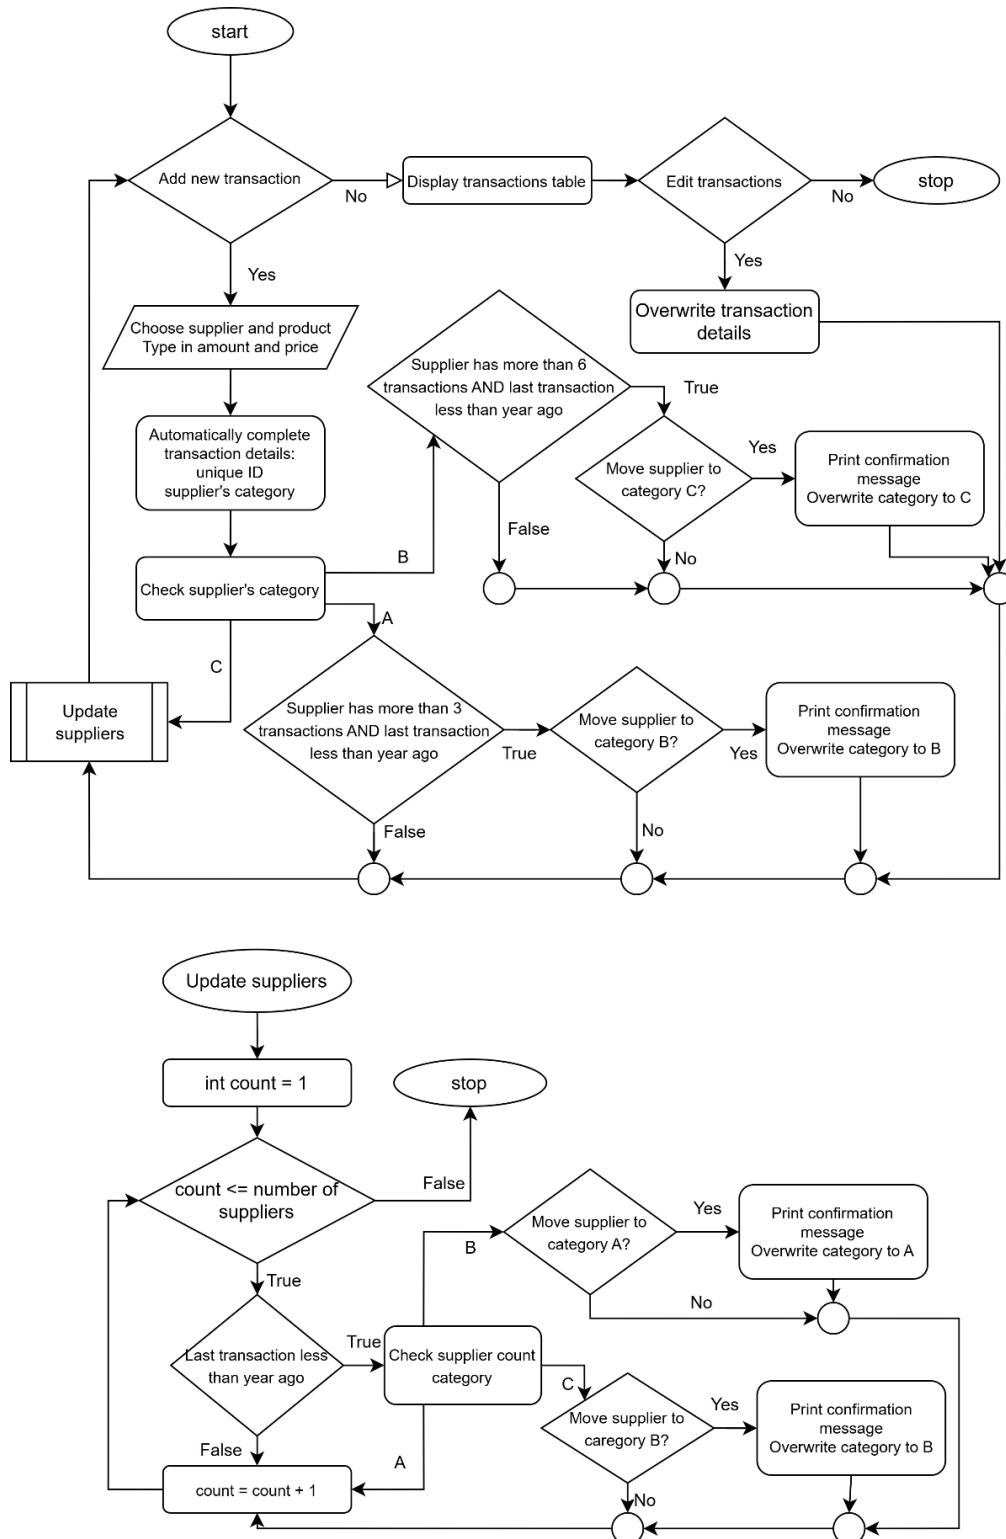 start
Add new transaction
No
Display transactions table
Edit transactions
No
stop
Yes
Yes
Choose supplier and product
Type in amount and price
Overwrite transaction
details
Supplier has more than 6
transactions AND last transaction
less than year ago
True
Automatically complete
transaction details:
unique ID
supplier's category
Move supplier to
category C?
Yes
Print confirmation
message
Overwrite category to C
False
No
B
Check supplier's category
A
C
Update
suppliers
Supplier has more than 3
transactions AND last transaction
less than year ago
True
Move supplier to
category B?
Yes
Print confirmation
message
Overwrite category to B
False
No
Update suppliers
int count = 1
stop
count <= number of
suppliers
False
True
B
Move supplier to
category A?
Yes
Print confirmation
message
Overwrite category to A
No
Last transaction less
than year ago
True
Check supplier count
category
C
Move supplier to
caregory B?
Yes
Print confirmation
message
Overwrite category to B
False
A
count = count + 1
No